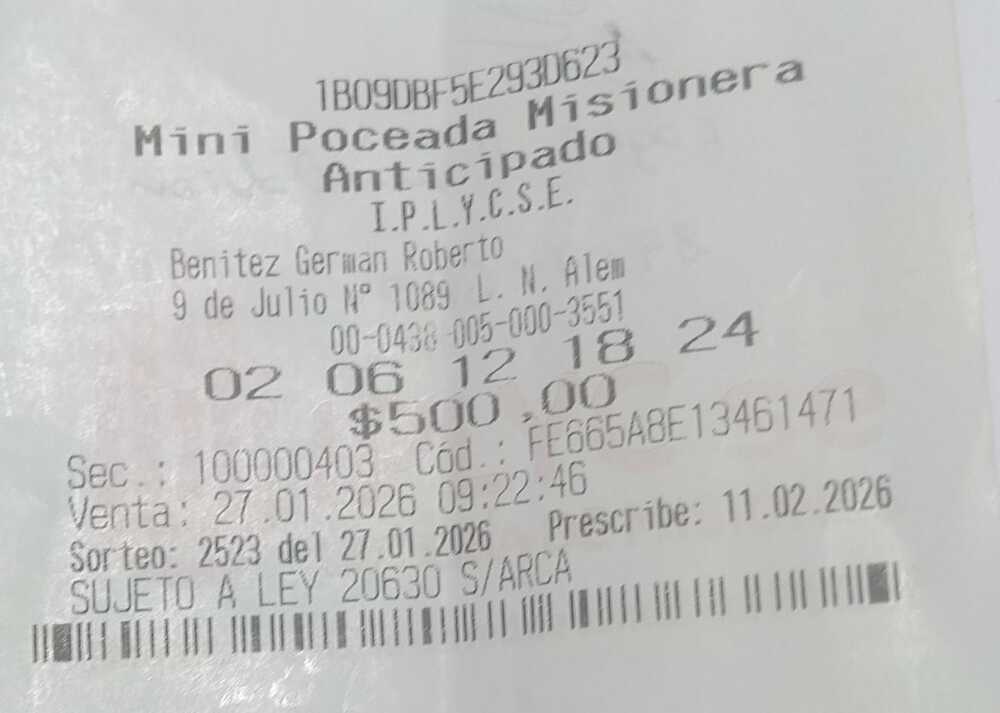 1B09DBF5E293D623
Mini Poceada Misionera
Anticipado
I.P.L.Y.C.S.E.
Benitez German Roberto
9 de Julio Nº 1089 L. N. Alem
00-0438-005-000-3551
02 06 12 18 24
$500,00
Sec.: 100000403 Cód.: FE665A8E13461471
Venta: 27.01.2026 09:22:46
Sorteo: 2523 del 27.01.2026 Prescribe: 11.02.2026
SUJETO A LEY 20630 S/ARCA